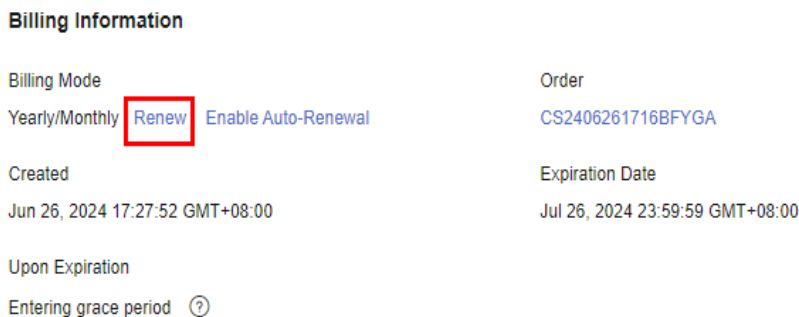 Billing Information
Billing Mode
Order
Yearly/Monthly Renew Enable Auto-Renewal
CS2406261716BFYGA
Created
Expiration Date
Jun 26, 2024 17:27:52 GMT+08:00
Jul 26, 2024 23:59:59 GMT+08:00
Upon Expiration
Entering grace period ?